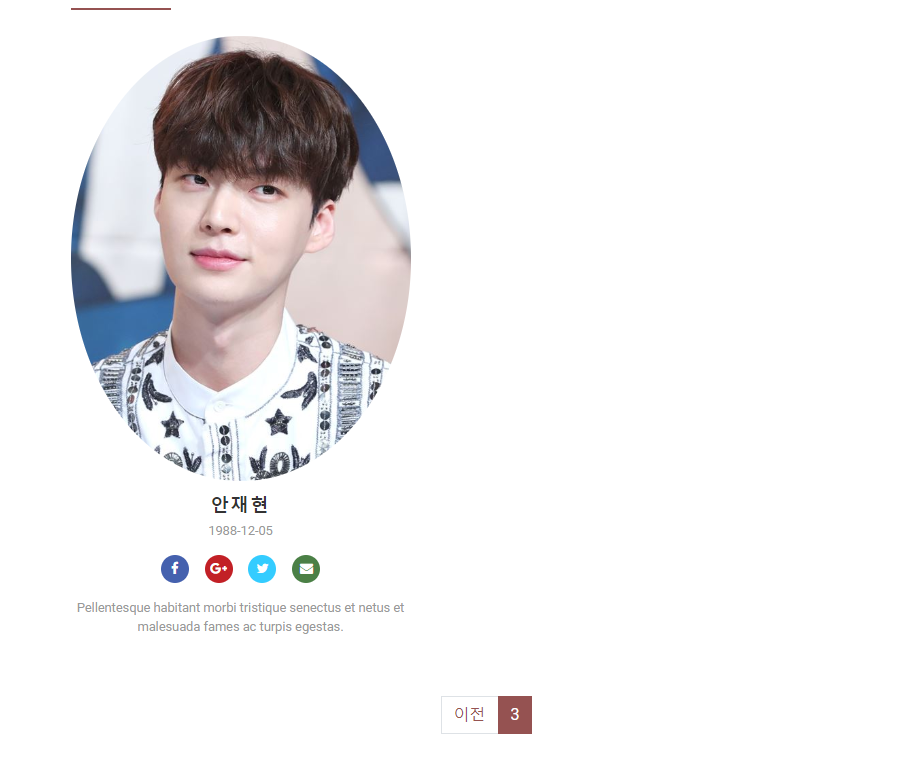 안재현
1988-12-05
Pellentesque habitant morbi tristique senectus et netus et
malesuada fames ac turpis egestas.
이전 3